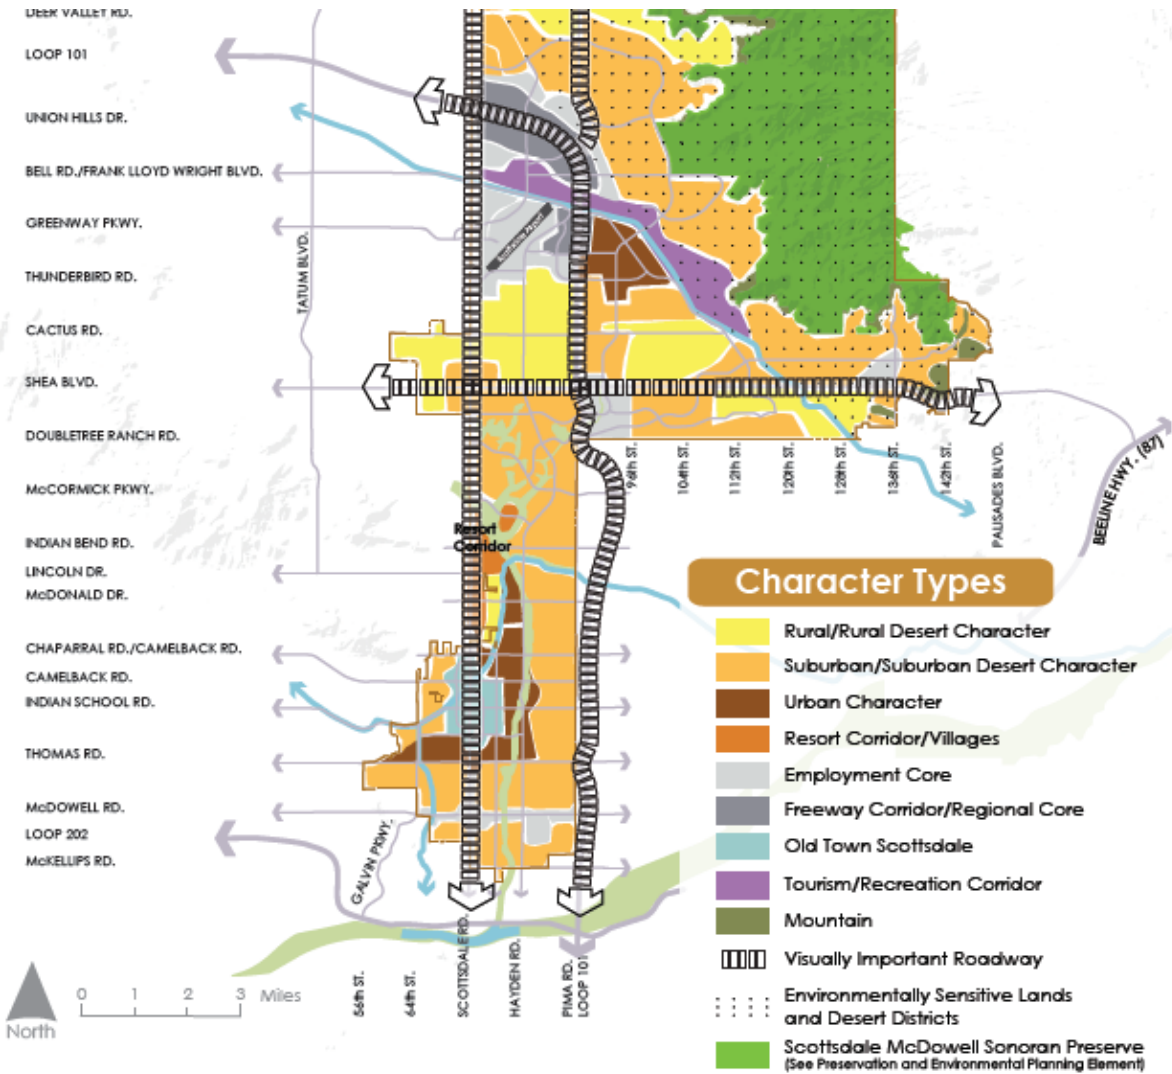 DEER VALLEY RD.
LOOP 101
UNION HILLS DR.
BELL RD./FRANK LLOYD WRIGHT BLVD.
GREENWAY PKWY.
THUNDERBIRD RD.
CACTUS RD.
SHEA BLVD.
DOUBLETREE RANCH RD.
McCORMICK PKWY.
INDIAN BEND RD.
LINCOLN DR.
McDONALD DR.
CHAPARRAL RD./CAMELBACK RD.
CAMELBACK RD.
INDIAN SCHOOL RD.
THOMAS RD.
McDOWELL RD.
LOOP 202
McKELLIPS RD.
TATUM BLVD.
Scottsdale Airport
Resort
Corridor
96th ST.
104th ST.
112th ST.
120th ST.
128th ST.
136th ST.
142th ST.
PALISADES BLVD.
BEELINE HWY. (87)
GALVIN PKWY.
56th ST.
64th ST.
SCOTTSDALE RD.
HAYDEN RD.
PIMA RD.
LOOP 101
North
0 1 2 3 Miles
Character Types
Rural/Rural Desert Character
Suburban/Suburban Desert Character
Urban Character
Resort Corridor/Villages
Employment Core
Freeway Corridor/Regional Core
Old Town Scottsdale
Tourism/Recreation Corridor
Mountain
Visually Important Roadway
Environmentally Sensitive Lands
and Desert Districts
Scottsdale McDowell Sonoran Preserve
(See Preservation and Environmental Planning Element)